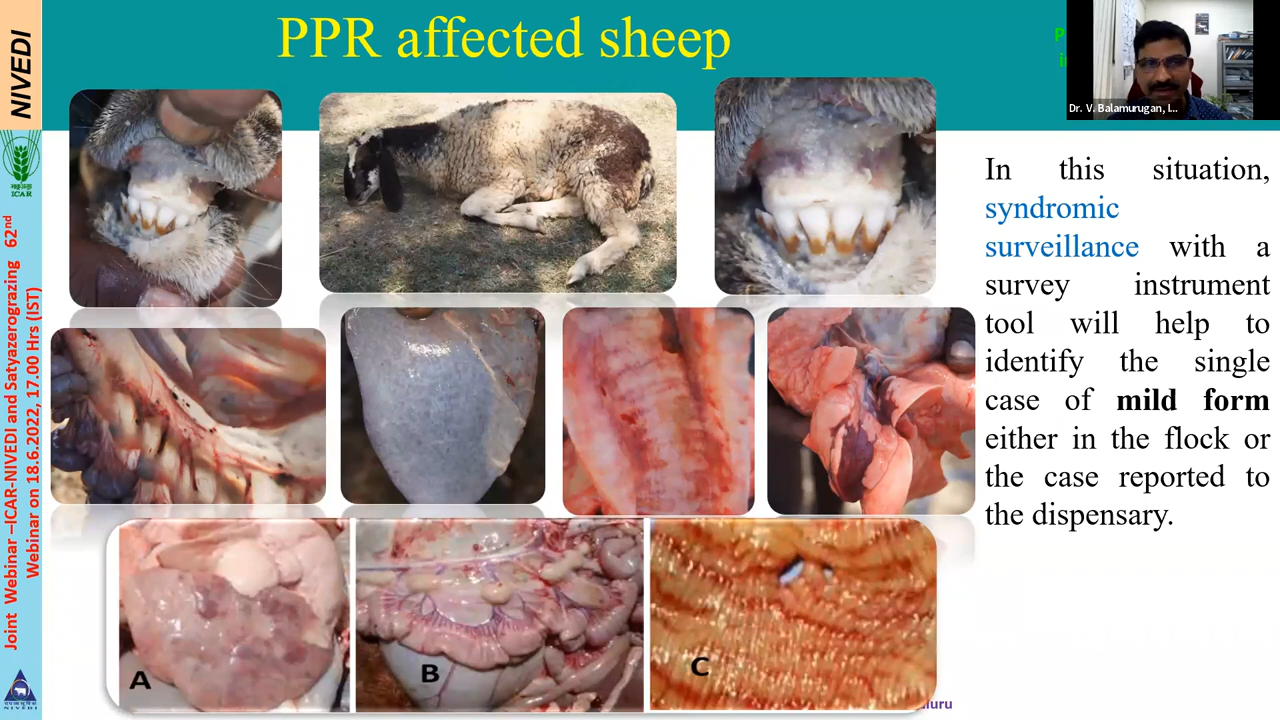 PPR affected sheep
NIVEDI
Joint Webinar –ICAR-NIVEDI and Satyazerograzing 62nd
Webinar on 18.6.2022, 17.00 Hrs (IST)
ICAR
NIVEDI
Dr. V. Balamurugan, I...
In this situation,
syndromic
surveillance with a
survey instrument
tool will help to
identify the single
case of mild form
either in the flock or
the case reported to
the dispensary.
A
B
C